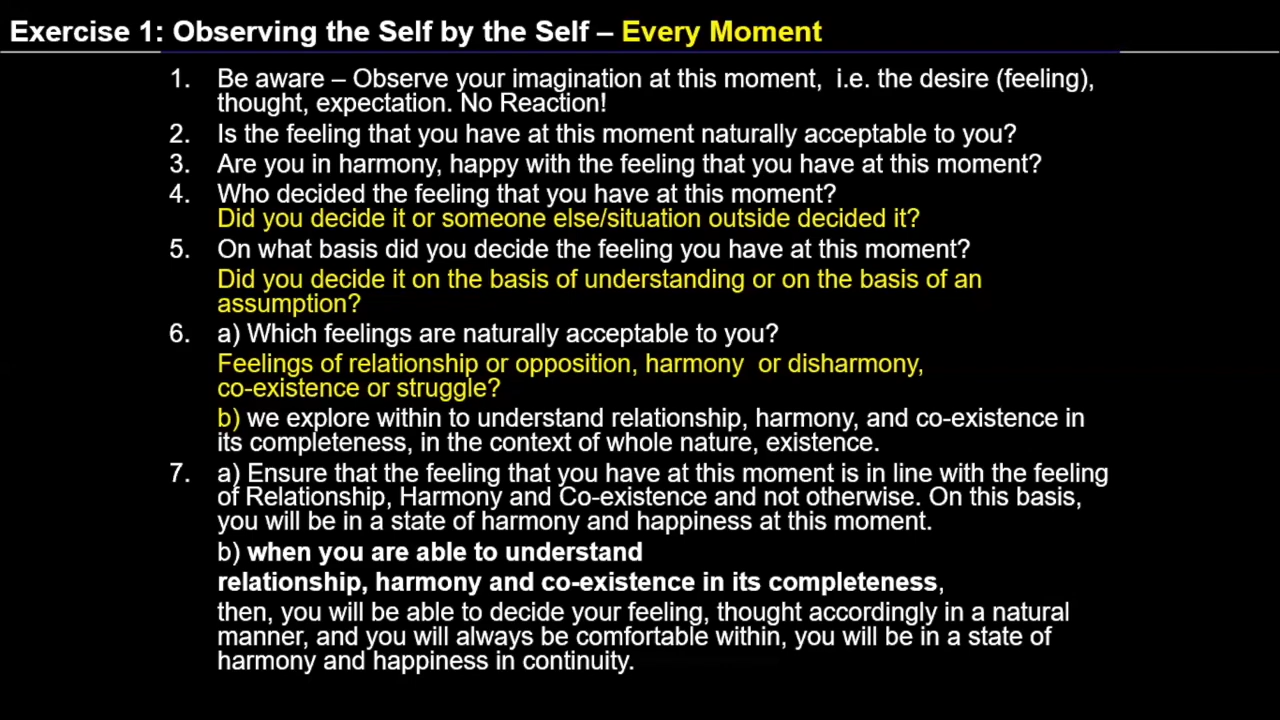 Exercise 1: Observing the Self by the Self – Every Moment
1. Be aware – Observe your imagination at this moment, i.e. the desire (feeling),
thought, expectation. No Reaction!
2. Is the feeling that you have at this moment naturally acceptable to you?
3. Are you in harmony, happy with the feeling that you have at this moment?
4. Who decided the feeling that you have at this moment?
Did you decide it or someone else/situation outside decided it?
5. On what basis did you decide the feeling you have at this moment?
Did you decide it on the basis of understanding or on the basis of an
assumption?
6. a) Which feelings are naturally acceptable to you?
Feelings of relationship or opposition, harmony or disharmony,
co-existence or struggle?
b) we explore within to understand relationship, harmony, and co-existence in
its completeness, in the context of whole nature, existence.
7. a) Ensure that the feeling that you have at this moment is in line with the feeling
of Relationship, Harmony and Co-existence and not otherwise. On this basis,
you will be in a state of harmony and happiness at this moment.
b) when you are able to understand
relationship, harmony and co-existence in its completeness,
then, you will be able to decide your feeling, thought accordingly in a natural
manner, and you will always be comfortable within, you will be in a state of
harmony and happiness in continuity.